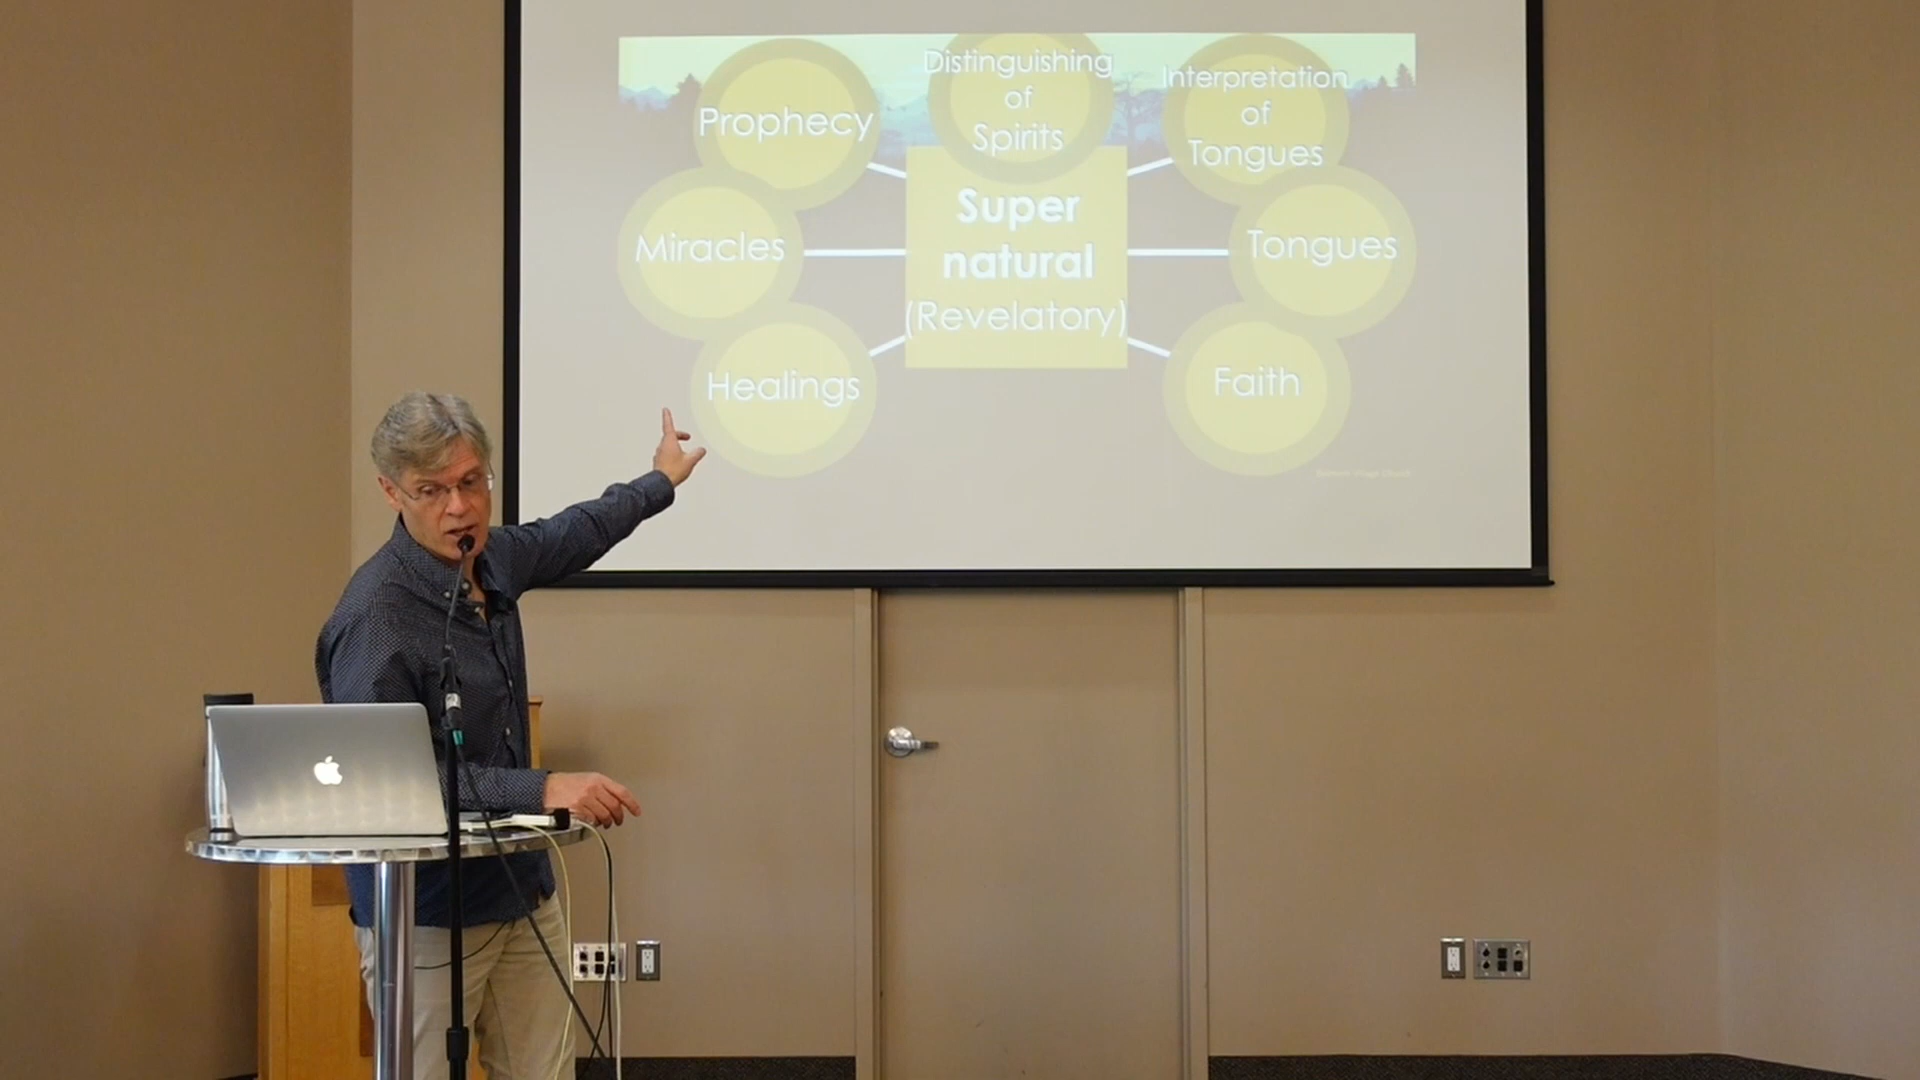 Prophecy
Distinguishing
of
Spirits
Interpretation
of
Tongues
Miracles
Super
natural
(Revelatory)
Tongues
Healings
Faith